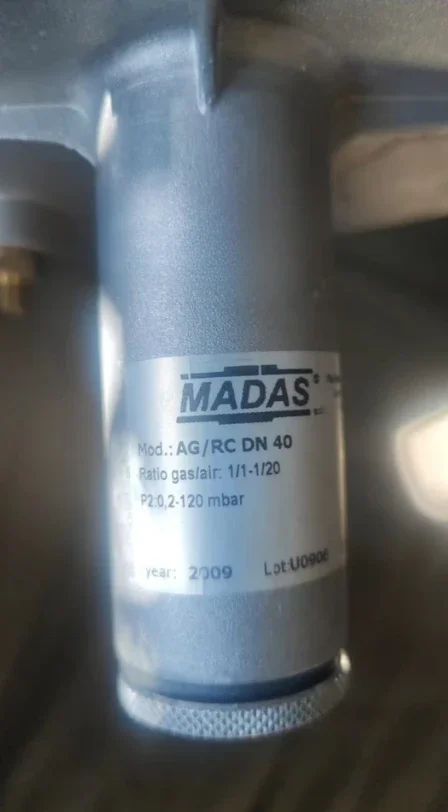 MADAS®
Mod.: AG/RC DN 40
Ratio gas/air: 1/1-1/20
P2:0,2-120 mbar
year: 2009 Lot:U0906